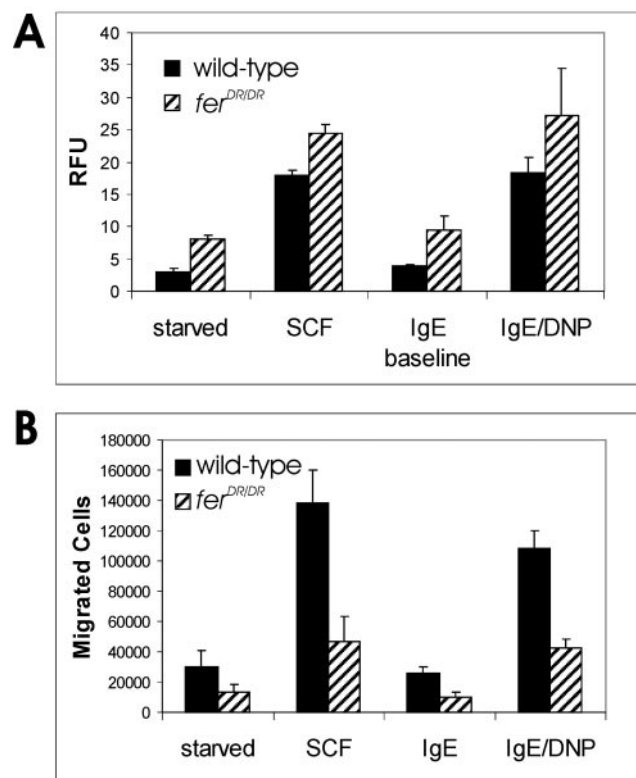 A
40
35
30
25
20
15
10
5
0
RFU
wild-type
fer^DR/DR
starved SCF IgE baseline IgE/DNP
B
180000
160000
140000
120000
100000
80000
60000
40000
20000
0
Migrated Cells
wild-type
fer^DR/DR
starved SCF IgE IgE/DNP